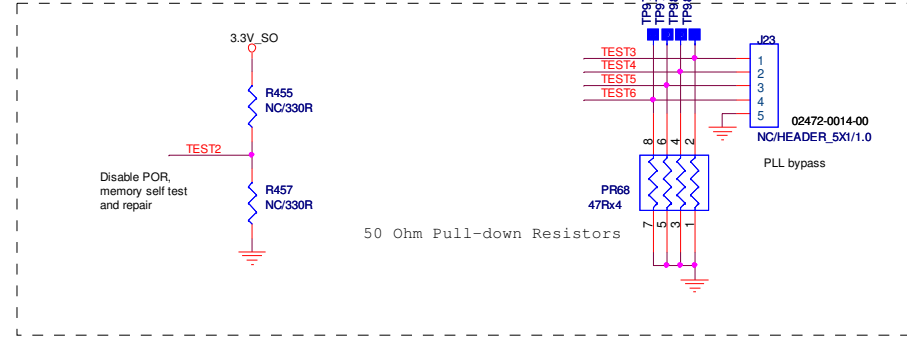 3.3V_SO
R455
NC/330R
TEST2
Disable POR,
memory self test
and repair
R457
NC/330R
50 Ohm Pull-down Resistors
TEST3
TEST4
TEST5
TEST6
J23
1
2
3
4
5
02472-0014-00
NC/HEADER_5X1/1.0
PLL bypass
8
6
4
2
PR68
47Rx4
7
5
3
1